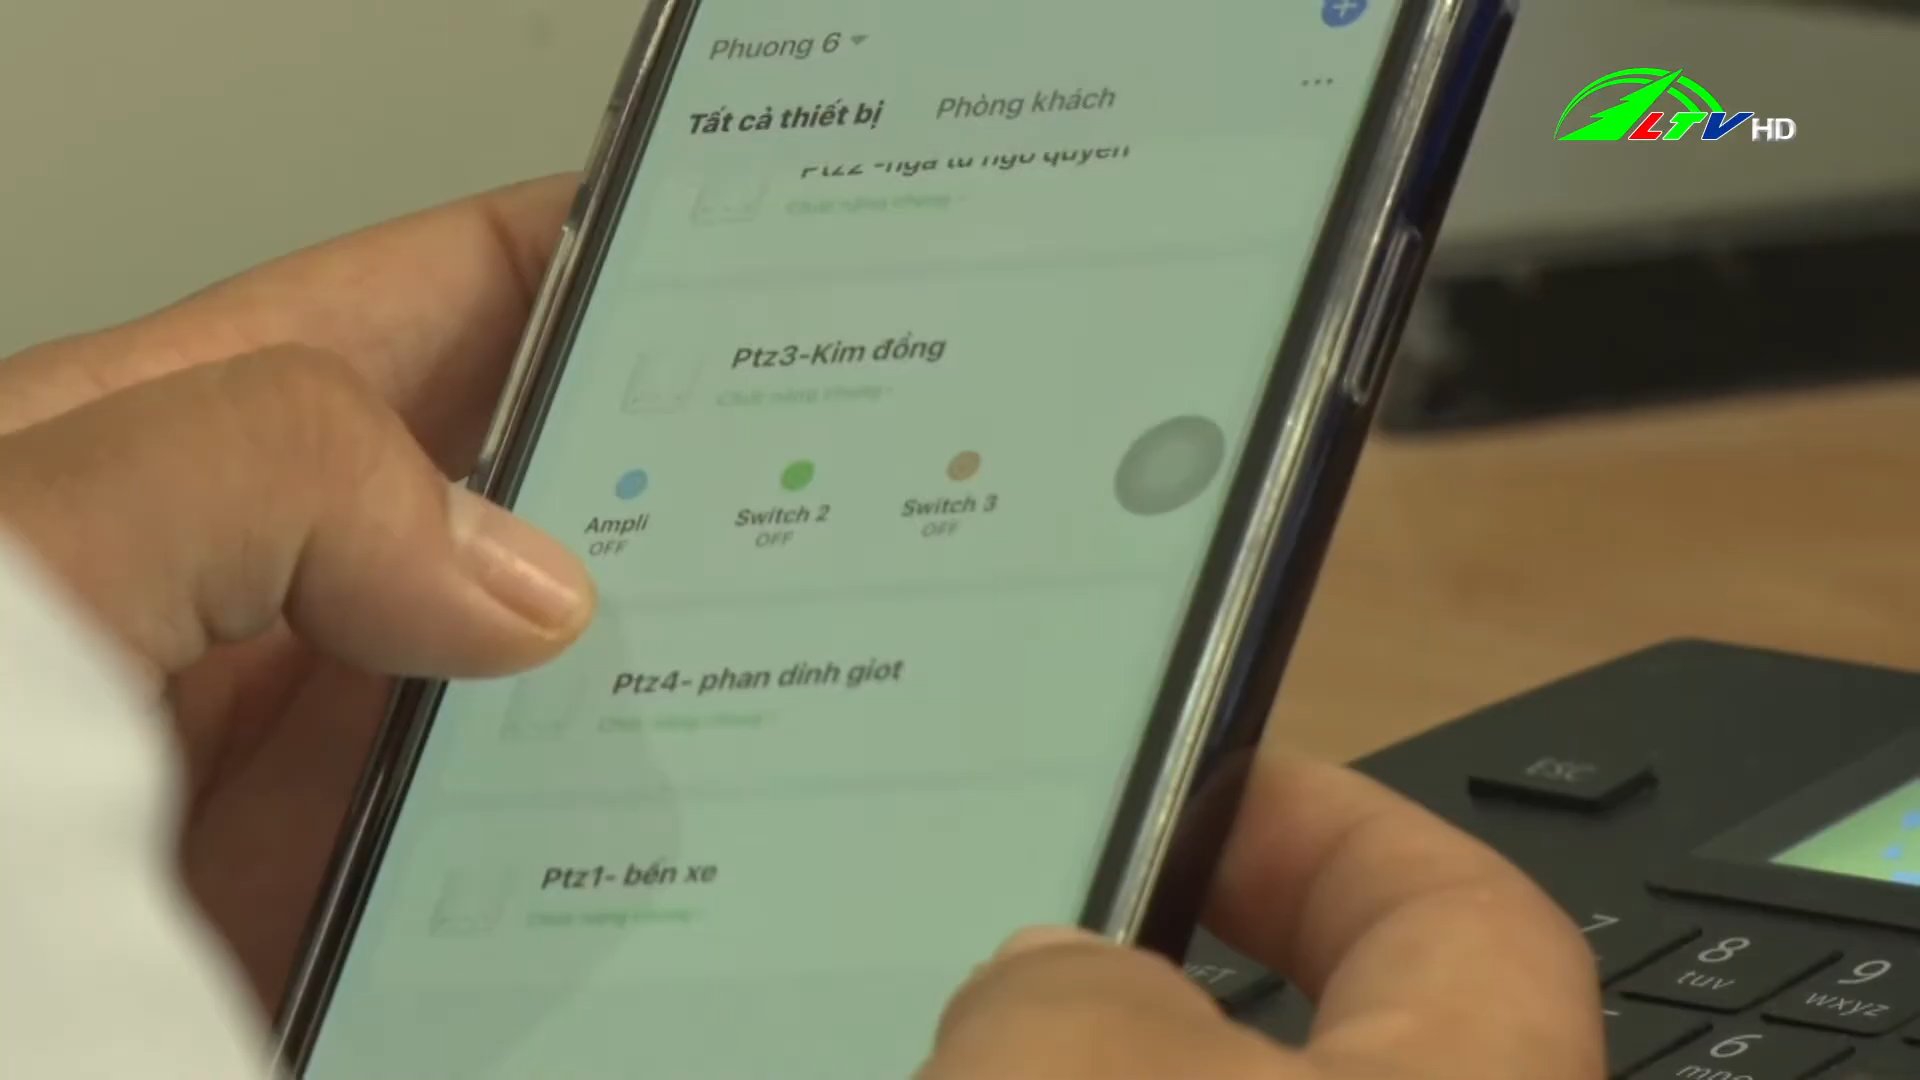 Phuong 6
Tất cả thiết bị
Phòng khách
LTV HD
Ptz3-Kim đồng
Ampli
OFF
Switch 2
OFF
Switch 3
OFF
Ptz4- phan dinh giot
Ptz1- bến xe
ESC
7
8
tuv
9
wxyz
6